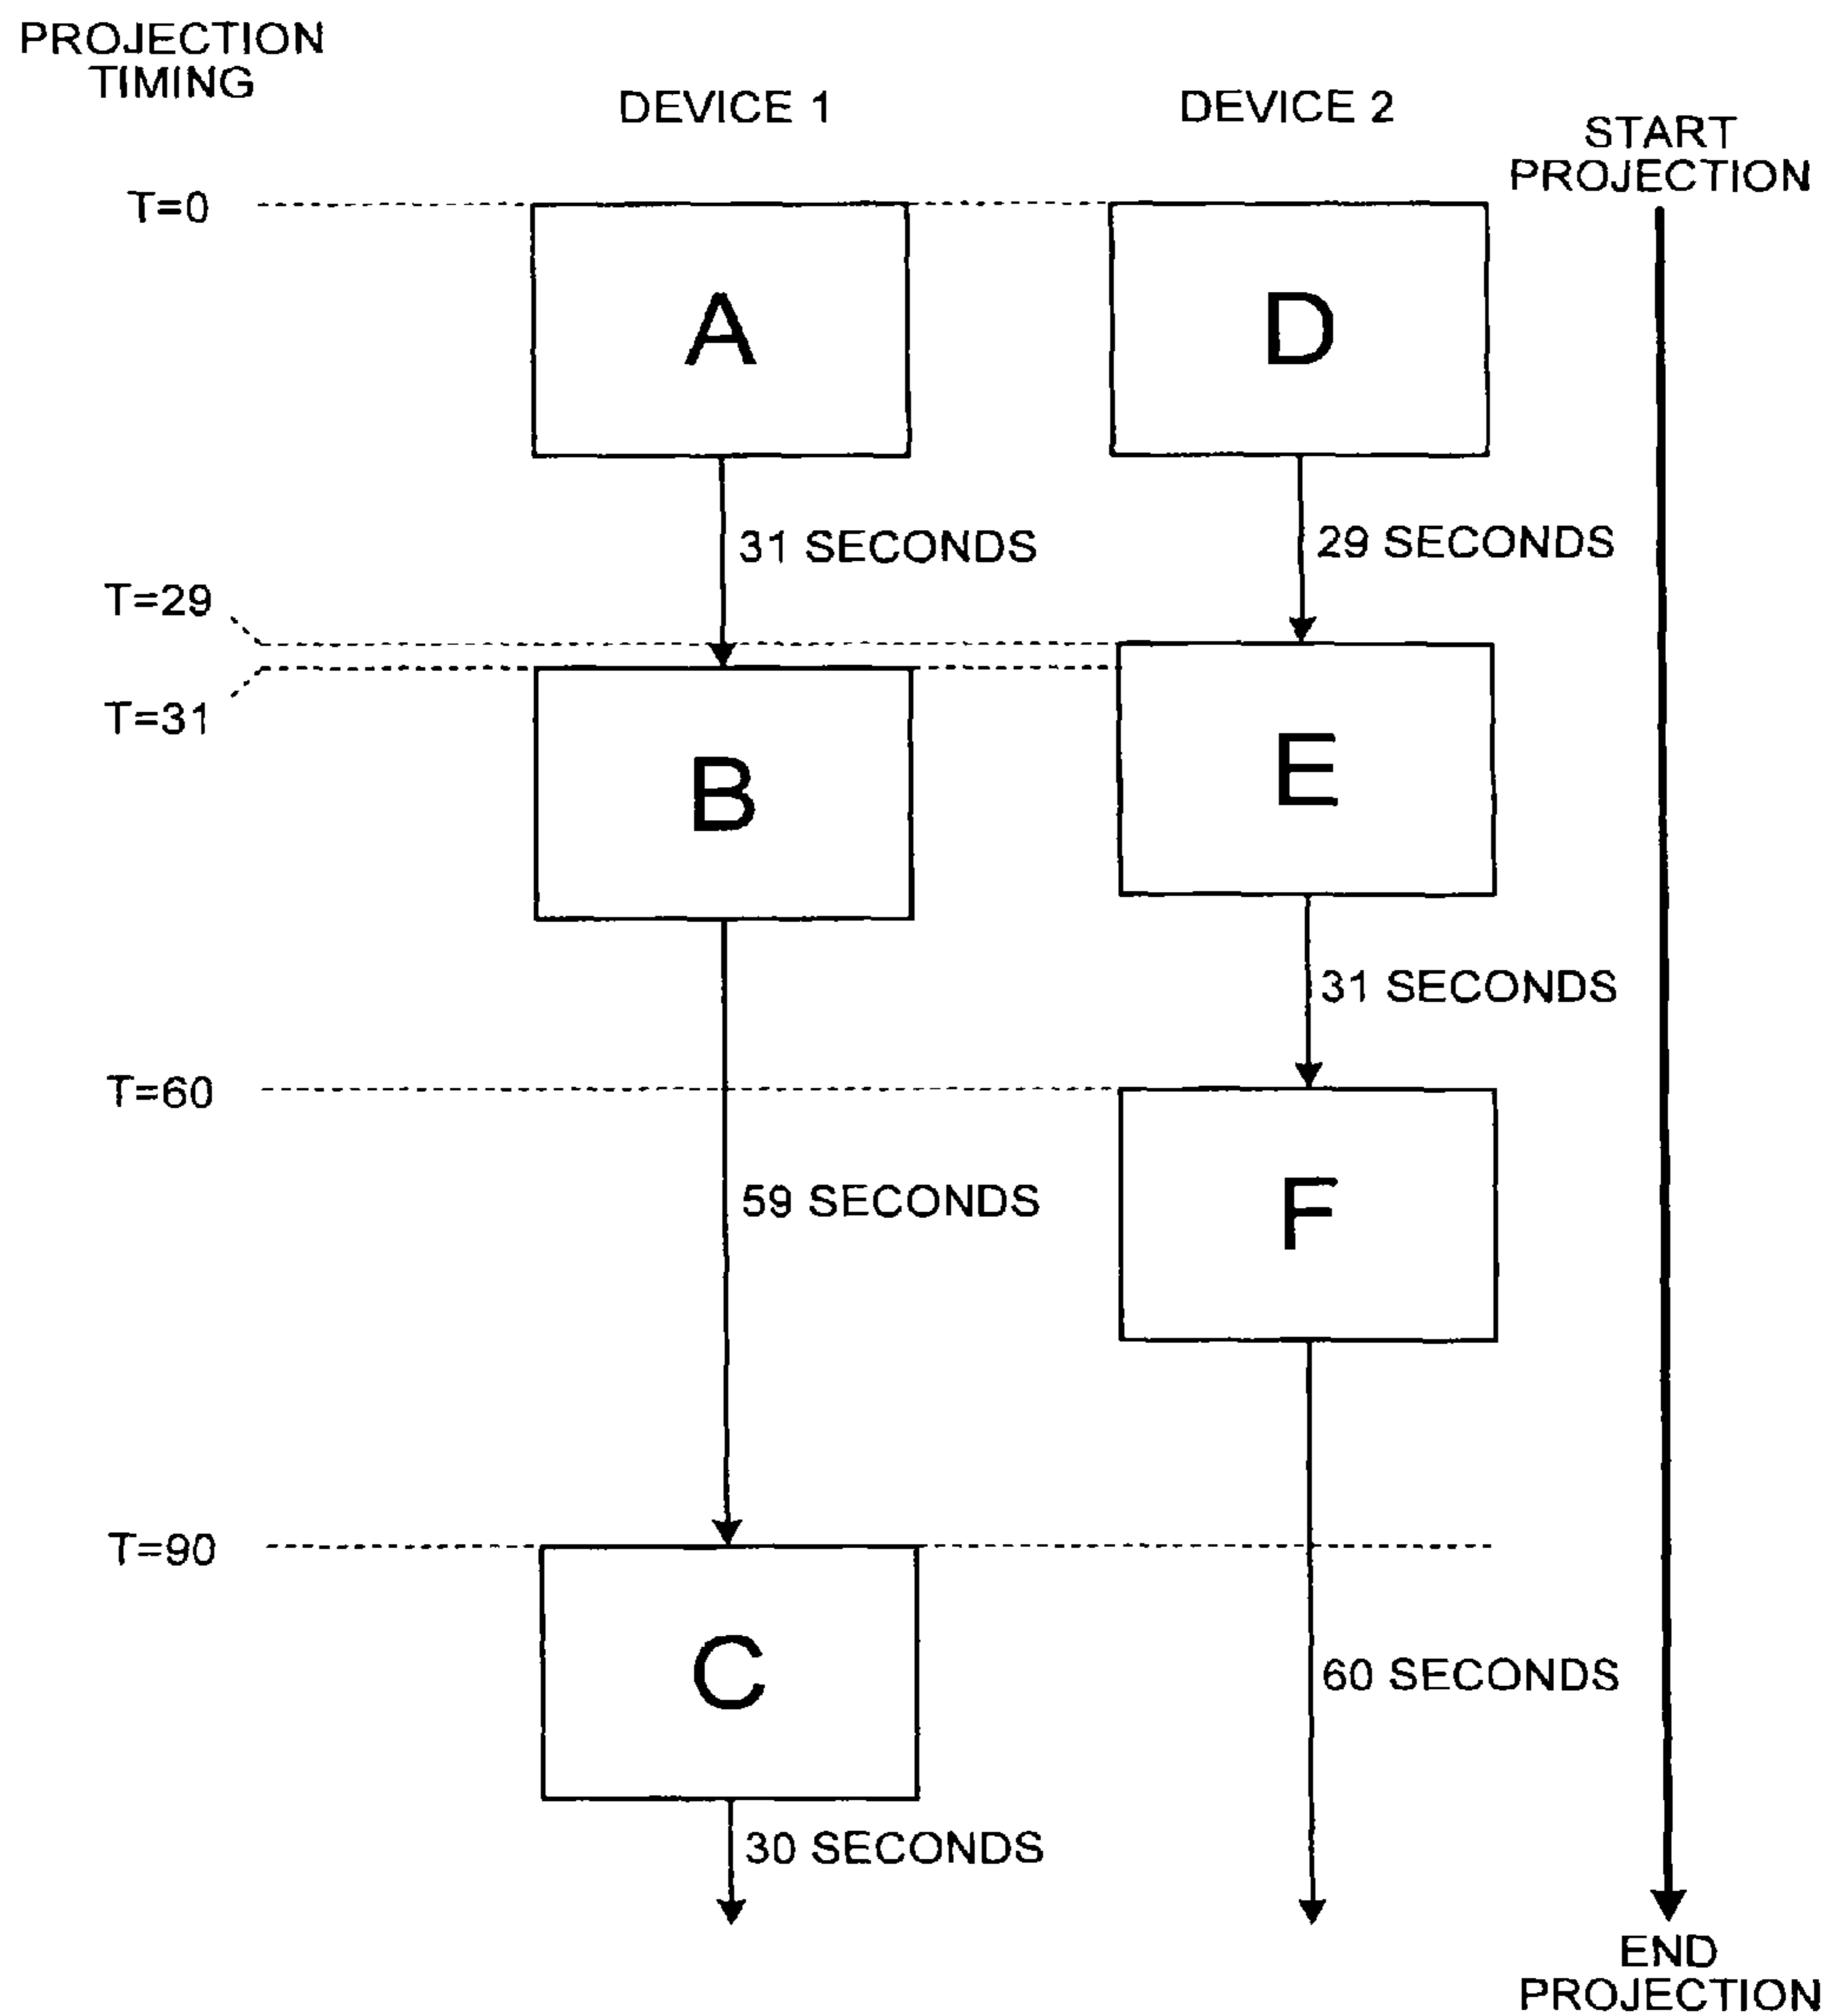 PROJECTION
TIMING
DEVICE 1
DEVICE 2
START
PROJECTION
T=0
A
D
31 SECONDS
29 SECONDS
T=29
T=31
B
E
31 SECONDS
T=60
59 SECONDS
F
T=90
C
60 SECONDS
30 SECONDS
END
PROJECTION